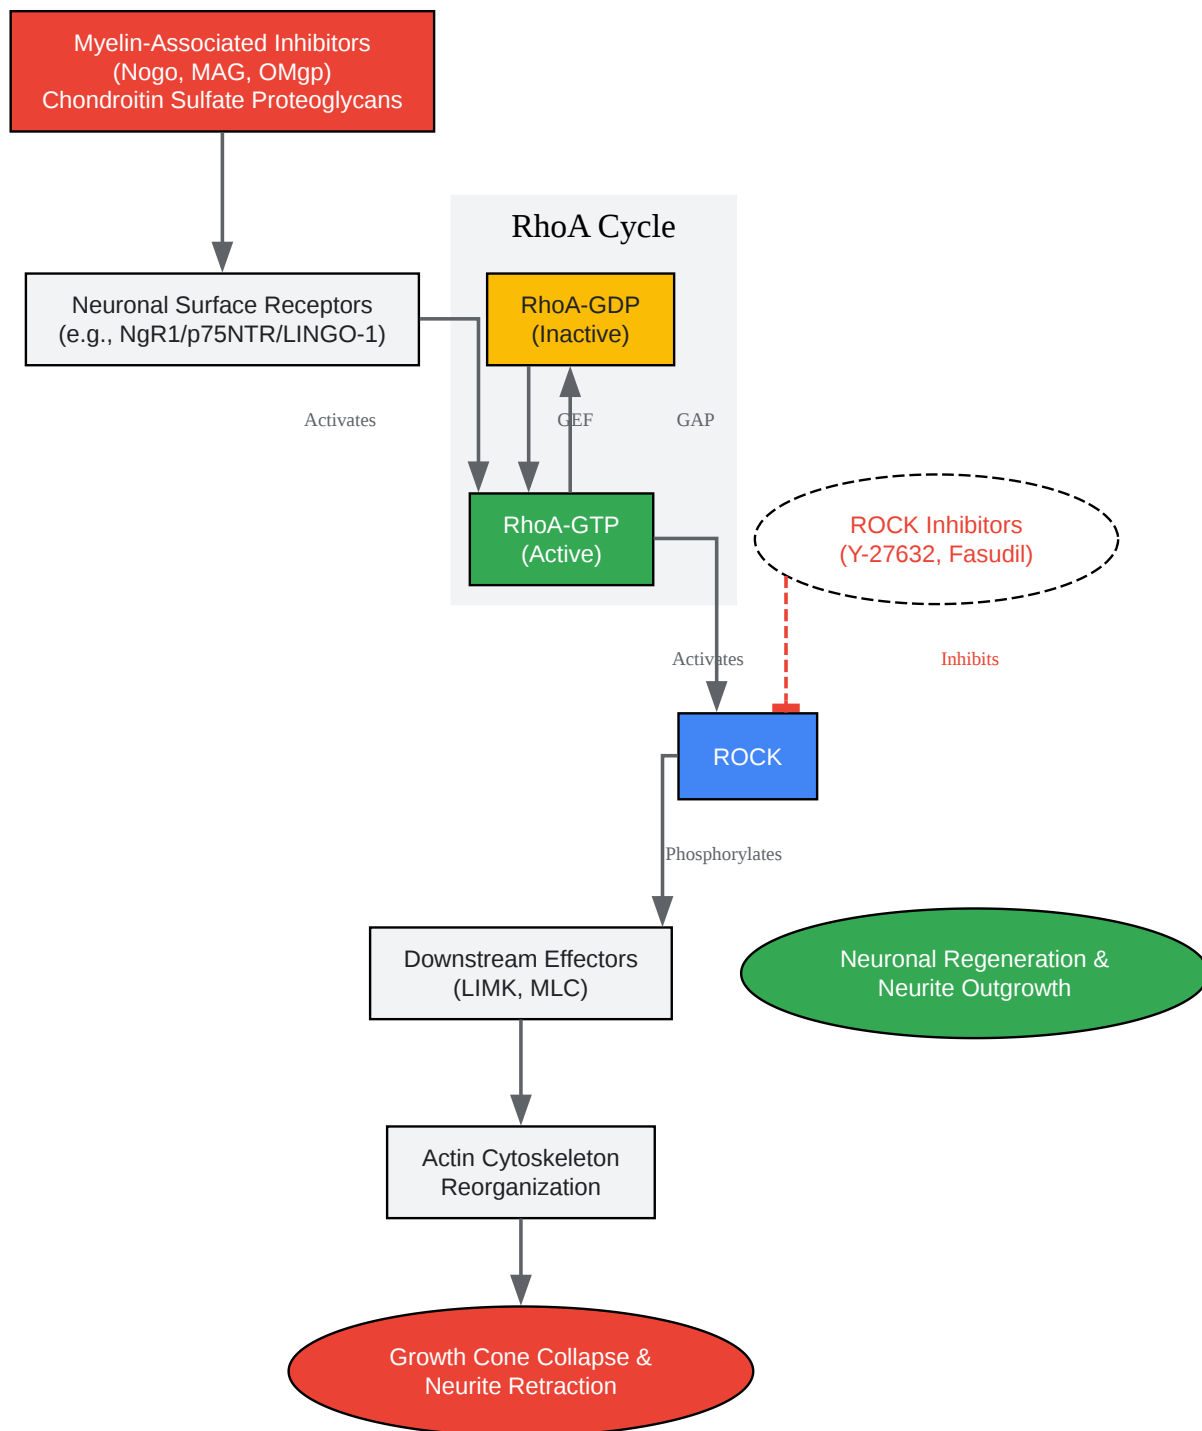 Myelin-Associated Inhibitors
(Nogo, MAG, OMgp)
Chondroitin Sulfate Proteoglycans
RhoA Cycle
Neuronal Surface Receptors
(e.g., NgR1/p75NTR/LINGO-1)
RhoA-GDP
(Inactive)
Activates
GEF
GAP
RhoA-GTP
(Active)
ROCK Inhibitors
(Y-27632, Fasudil)
Activates
Inhibits
ROCK
Phosphorylates
Downstream Effectors
(LIMK, MLC)
Neuronal Regeneration &
Neurite Outgrowth
Actin Cytoskeleton
Reorganization
Growth Cone Collapse &
Neurite Retraction